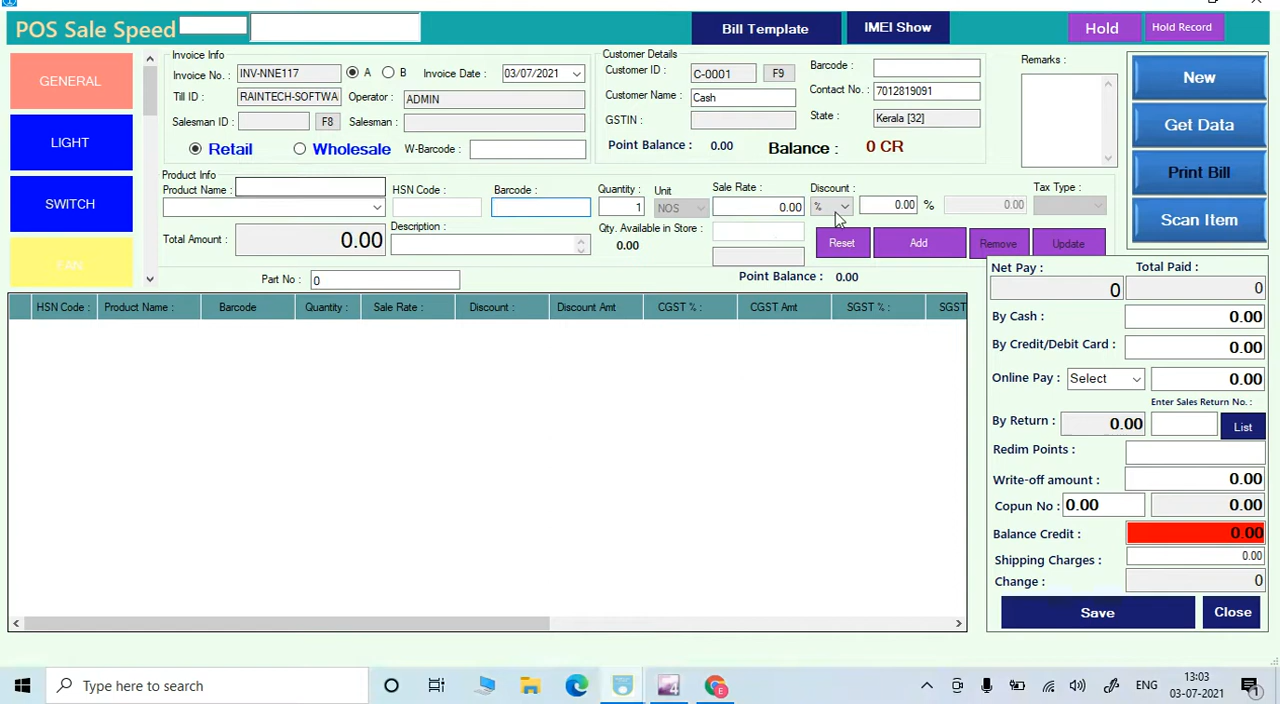 POS Sale Speed
Bill Template
IMEI Show
Hold
Hold Record
GENERAL
LIGHT
SWITCH
FAN
Invoice Info
Invoice No. : INV-NNE117 A B Invoice Date : 03/07/2021
Till ID : RAINTECH-SOFTWA Operator : ADMIN
Salesman ID : F8 Salesman :
Retail Wholesale W-Barcode :
Customer Details
Customer ID : C-0001 F9 Barcode :
Customer Name : Cash Contact No. : 7012819091
GSTIN : State : Kerala [32]
Point Balance : 0.00 Balance : 0 CR
Remarks :
New
Get Data
Print Bill
Scan Item
Product Info
Product Name : HSN Code : Barcode : Quantity : Unit Sale Rate : Discount : Tax Type :
1 NOS 0.00 % 0.00 % 0.00
Total Amount : 0.00 Description : Qty. Available in Store :
0.00
Reset Add Remove Update
Part No : 0 Point Balance : 0.00
HSN Code : Product Name : Barcode Quantity : Sale Rate : Discount : Discount Amt CGST % : CGST Amt SGST % : SGST
Net Pay : Total Paid :
0 0
By Cash : 0.00
By Credit/Debit Card : 0.00
Online Pay : Select 0.00
Enter Sales Return No. :
By Return : 0.00 List
Redim Points :
Write-off amount : 0.00
Copun No : 0.00 0.00
Balance Credit : 0.00
Shipping Charges : 0.00
Change : 0
Save Close
Type here to search
4
E
ENG
13:03
03-07-2021
1